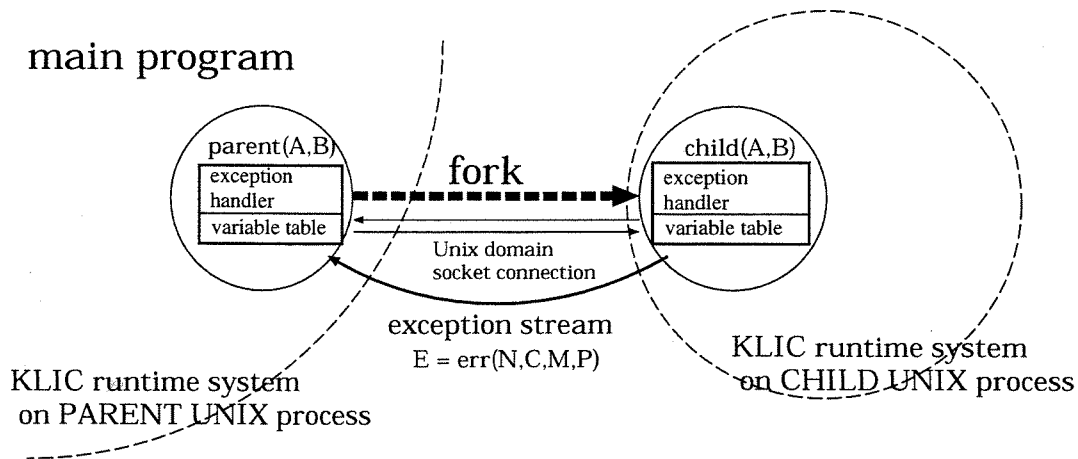 main program
parent(A,B)
exception
handler
variable table
fork
child(A,B)
exception
handler
variable table
Unix domain
socket connection
exception stream
E = err(N,C,M,P)
KLIC runtime system
on PARENT UNIX process
KLIC runtime system
on CHILD UNIX process